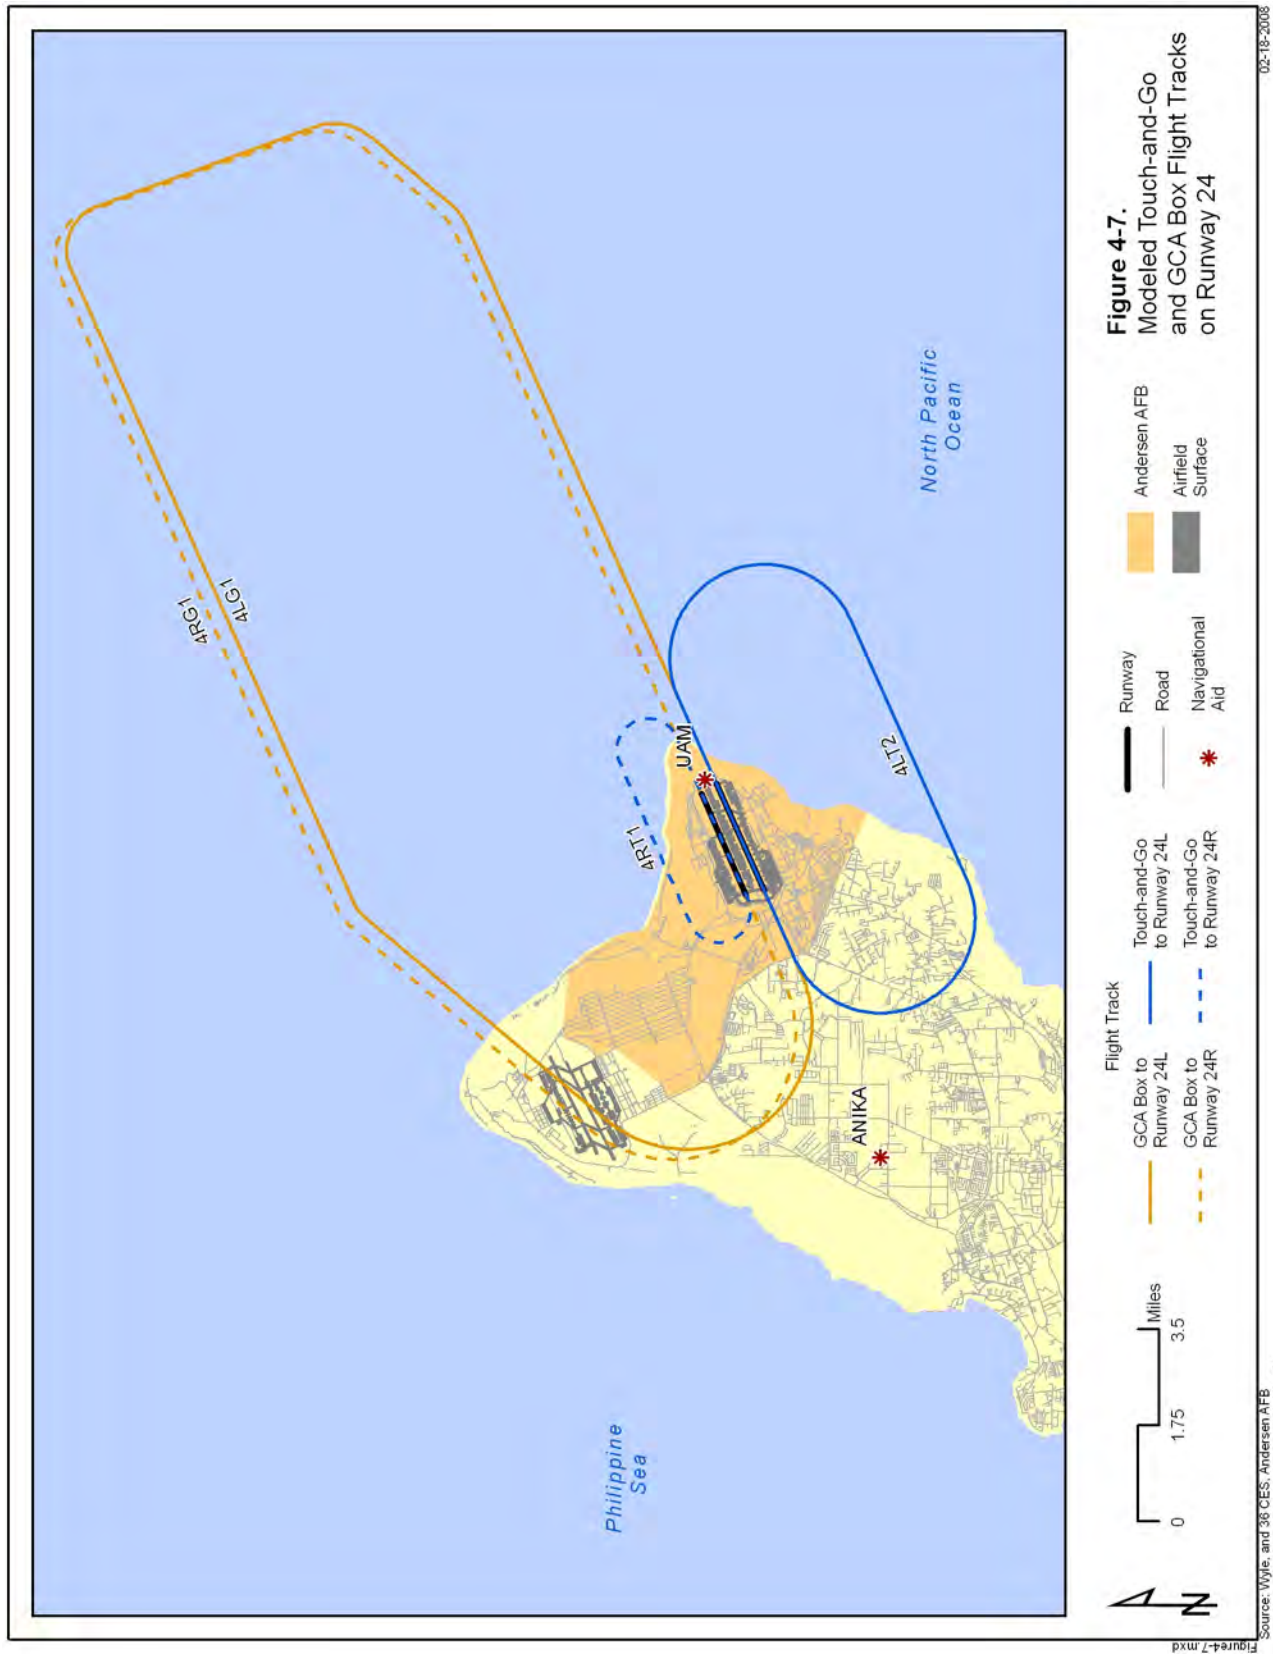 4RG1
4LG1
4RT1
UAM
4LT2
ANIKA
Philippine
Sea
North Pacific
Ocean
0
1.75
3.5
Miles
Flight Track
GCA Box to
Runway 24L
GCA Box to
Runway 24R
Touch-and-Go
to Runway 24L
Touch-and-Go
to Runway 24R
Runway
Road
Navigational
Aid
Andersen AFB
Airfield
Surface
Figure 4-7.
Modeled Touch-and-Go
and GCA Box Flight Tracks
on Runway 24
N
Figure4-7.mxd
Source: Wyle, and 36 CES, Andersen AFB
02-18-2008